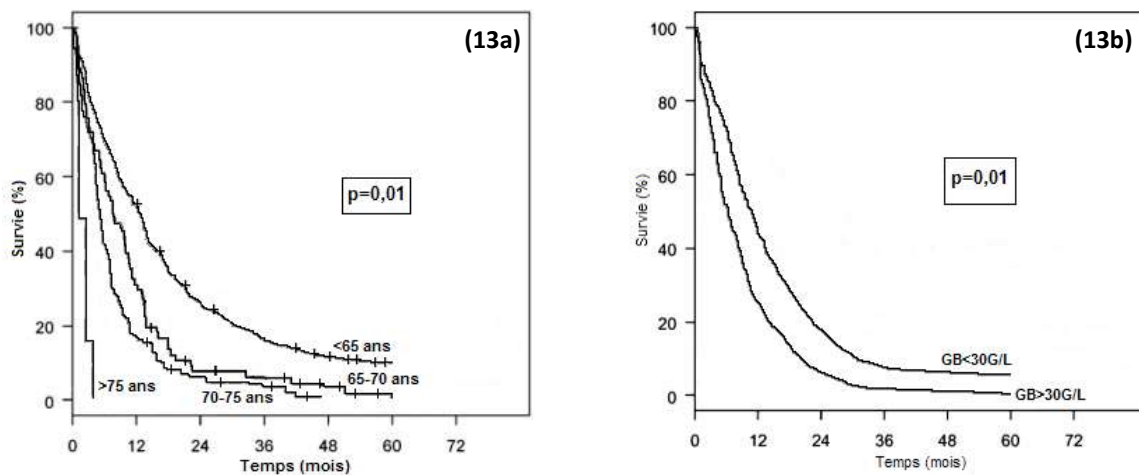 (13a)
100
80
60
40
20
0
Survie (%)
p=0,01
<65 ans
65-70 ans
70-75 ans
>75 ans
0 12 24 36 48 60 72
Temps (mois)
(13b)
100
80
60
40
20
0
Survie (%)
p=0,01
GB<30G/L
GB>30G/L
0 12 24 36 48 60 72
Temps (mois)